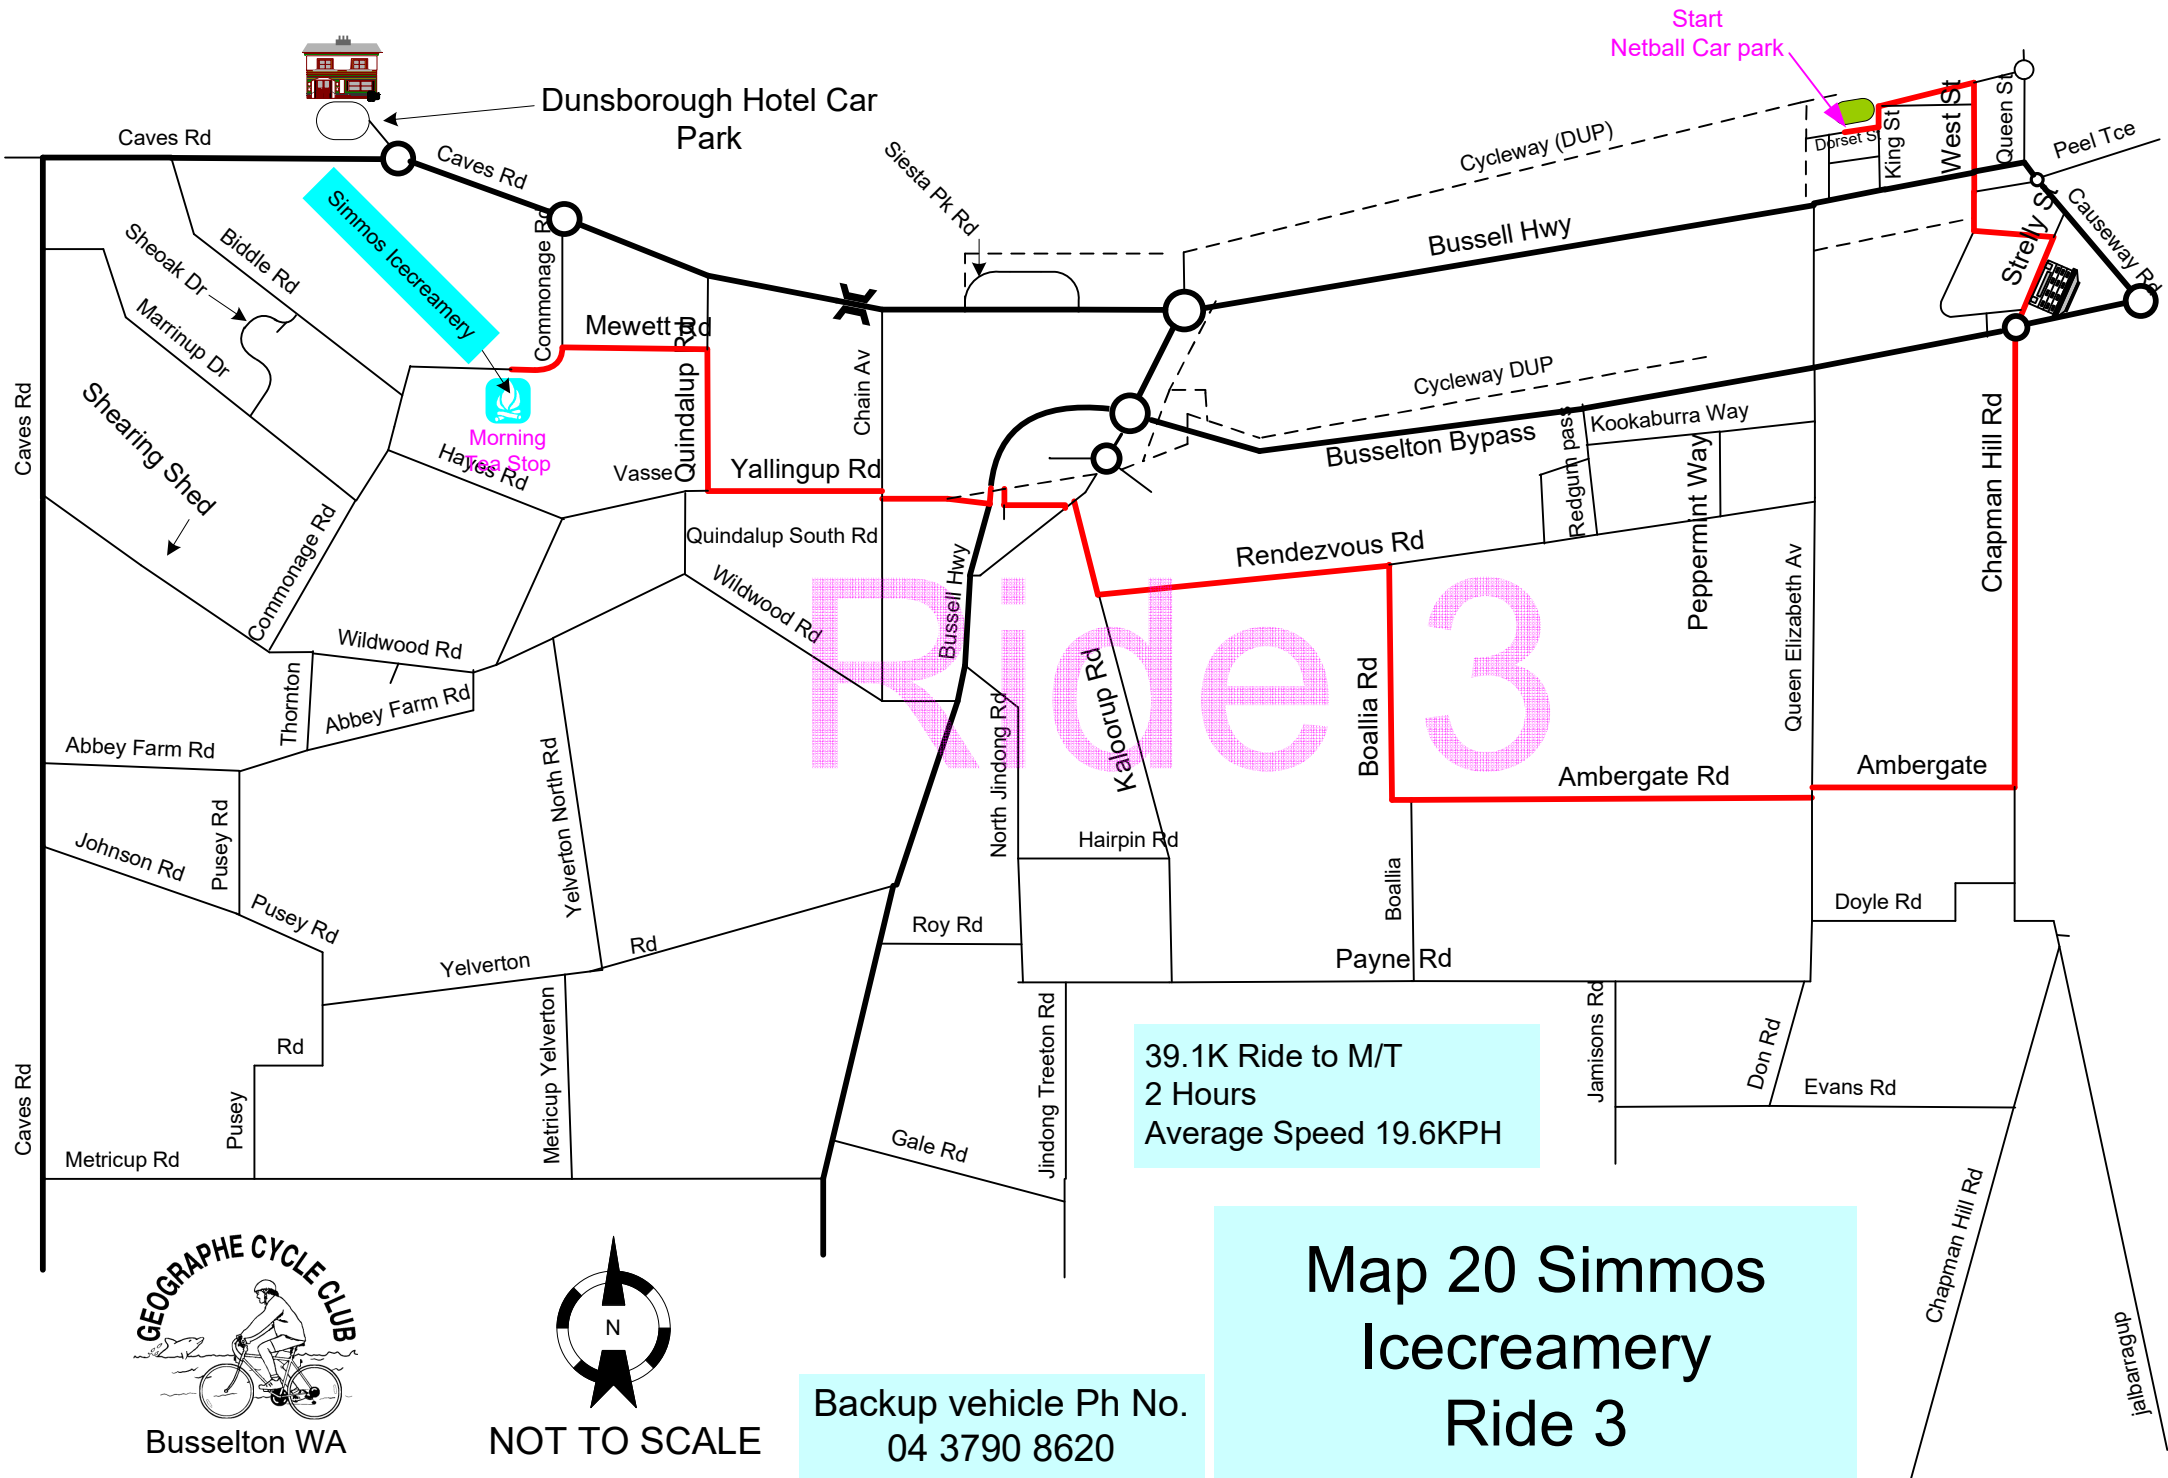 Start
Netball Car park
Dunsborough Hotel Car
Park
Caves Rd
Caves Rd
Siesta Pk Rd
Cycleway (DUP)
Dorset St
King St
West St
Queen St
Peel Tce
Simmos Icecreamery
Commonage Rd
Sheoak Dr
Biddle Rd
Marrinup Dr
Bussell Hwy
Strelly St
Causeway Rd
Mewett Rd
Quindalup Rd
Chain Av
Caves Rd
Shearing Shed
Morning
Tea Stop
Hayes Rd
Vasse
Yallingup Rd
Cycleway DUP
Busselton Bypass
Redgum pass
Kookaburra Way
Peppermint Way
Chapman Hill Rd
Commonage Rd
Quindalup South Rd
Rendezvous Rd
Queen Elizabeth Av
Wildwood Rd
Wildwood Rd
Bussell Hwy
Ride 3
Thornton
Abbey Farm Rd
Abbey Farm Rd
Yelverton North Rd
North Jindong Rd
Kaloorup Rd
Boallia Rd
Ambergate Rd
Ambergate
Pusey Rd
Johnson Rd
Hairpin Rd
Boallia
Doyle Rd
Pusey Rd
Roy Rd
Yelverton
Rd
Payne Rd
Metricup Yelverton
Jindong Treeton Rd
Jamisons Rd
Don Rd
Rd
Evans Rd
Caves Rd
Pusey
Metricup Rd
Gale Rd
39.1K Ride to M/T
2 Hours
Average Speed 19.6KPH
Chapman Hill Rd
jalbarragup
GEOGRAPHE CYCLE CLUB
Busselton WA
N
NOT TO SCALE
Backup vehicle Ph No.
04 3790 8620
Map 20 Simmos
Icecreamery
Ride 3